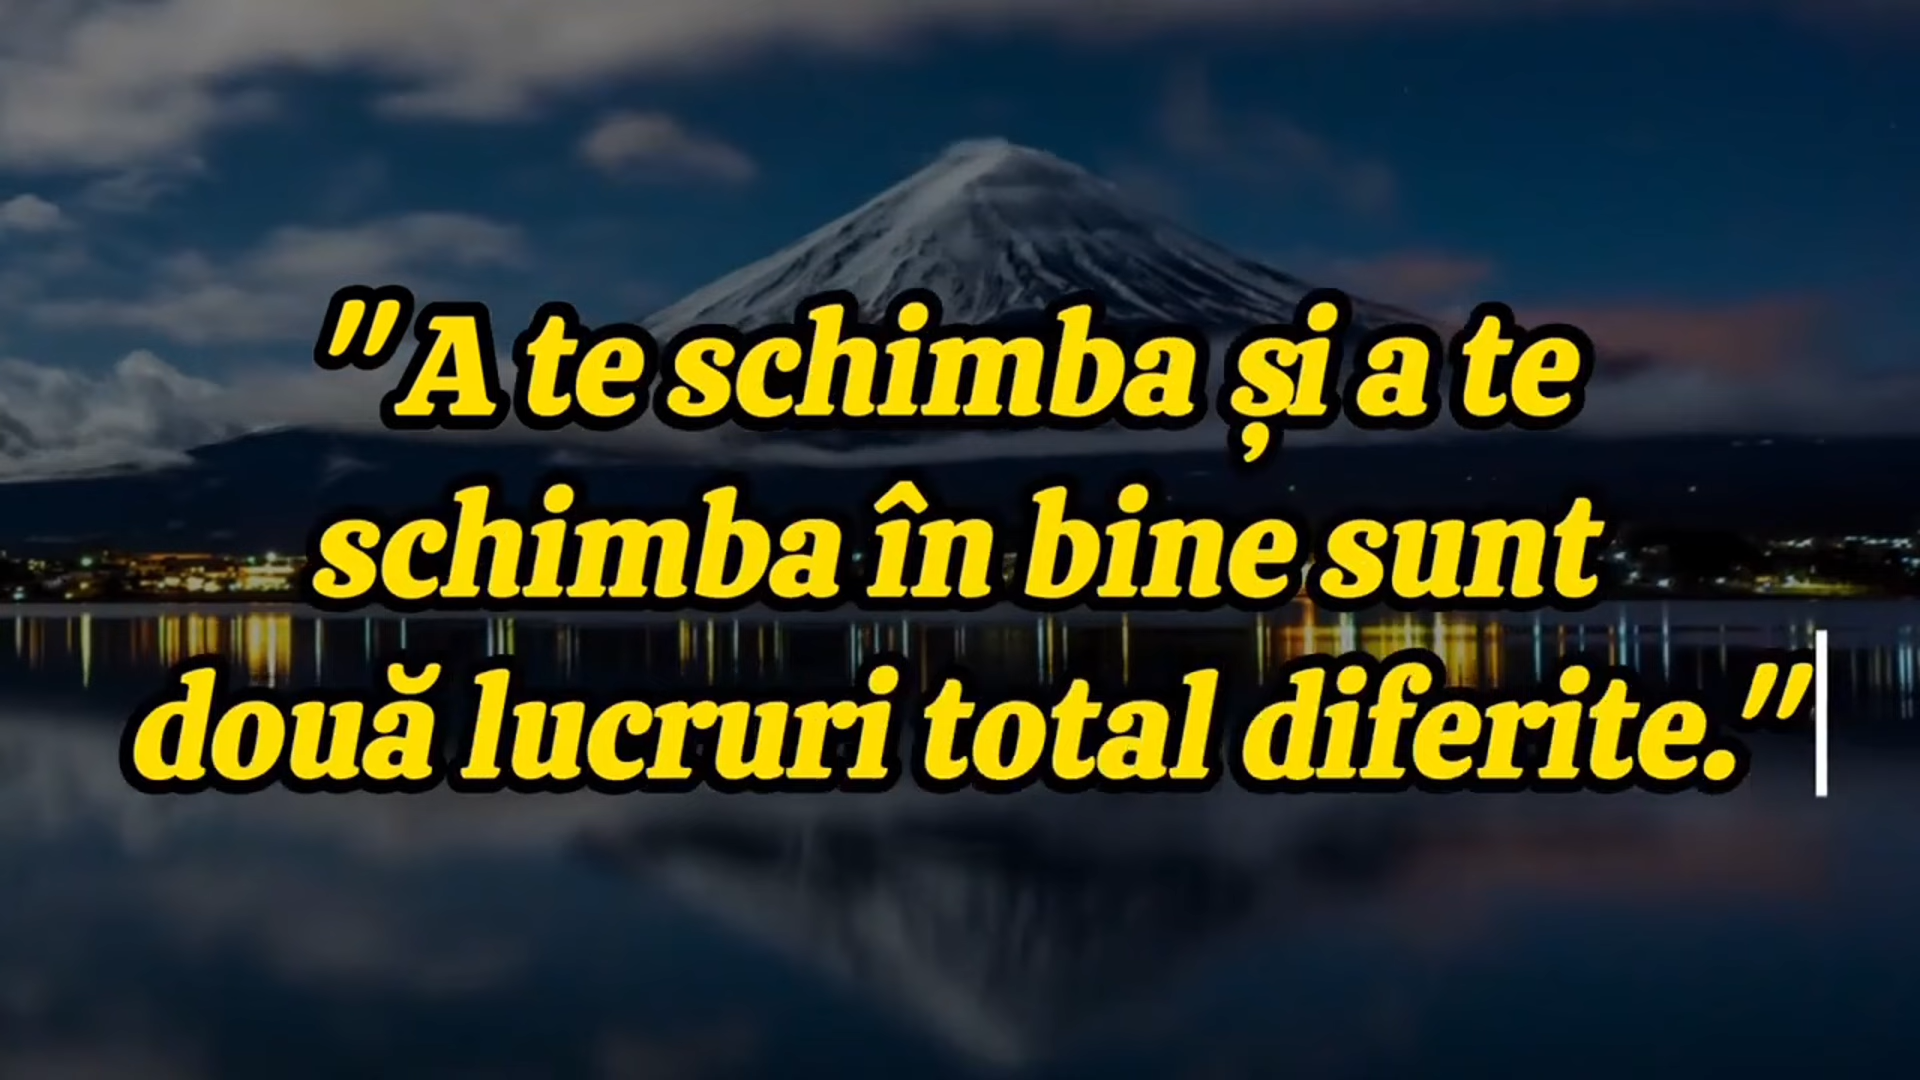 "A te schimba și a te
schimba în bine sunt
două lucruri total diferite."